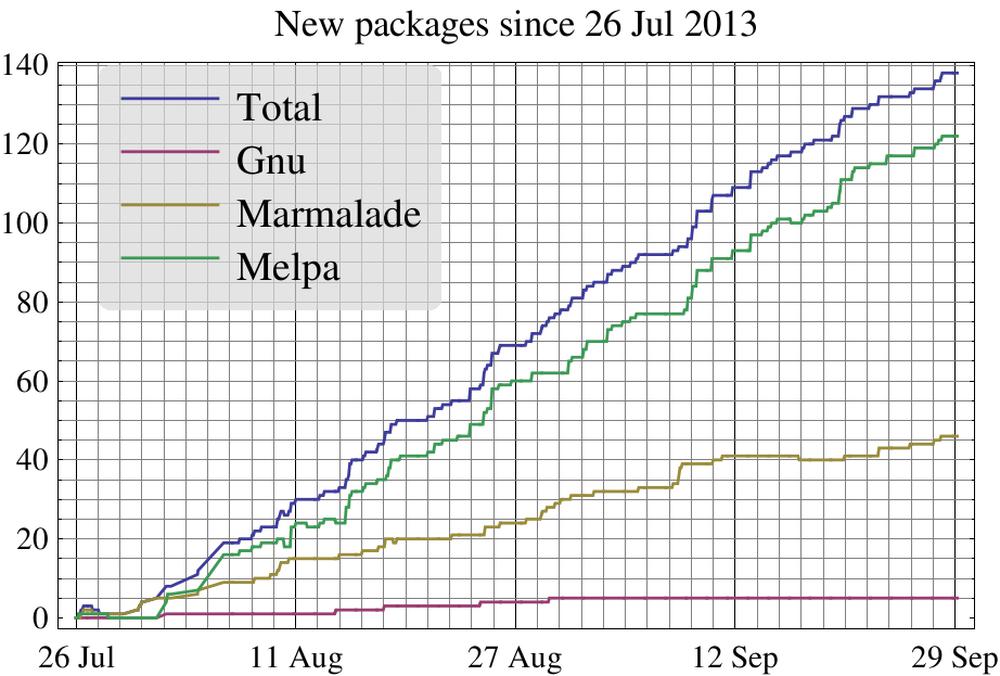 New packages since 26 Jul 2013
140
120
100
80
60
40
20
0
Total
Gnu
Marmalade
Melpa
26 Jul
11 Aug
27 Aug
12 Sep
29 Sep